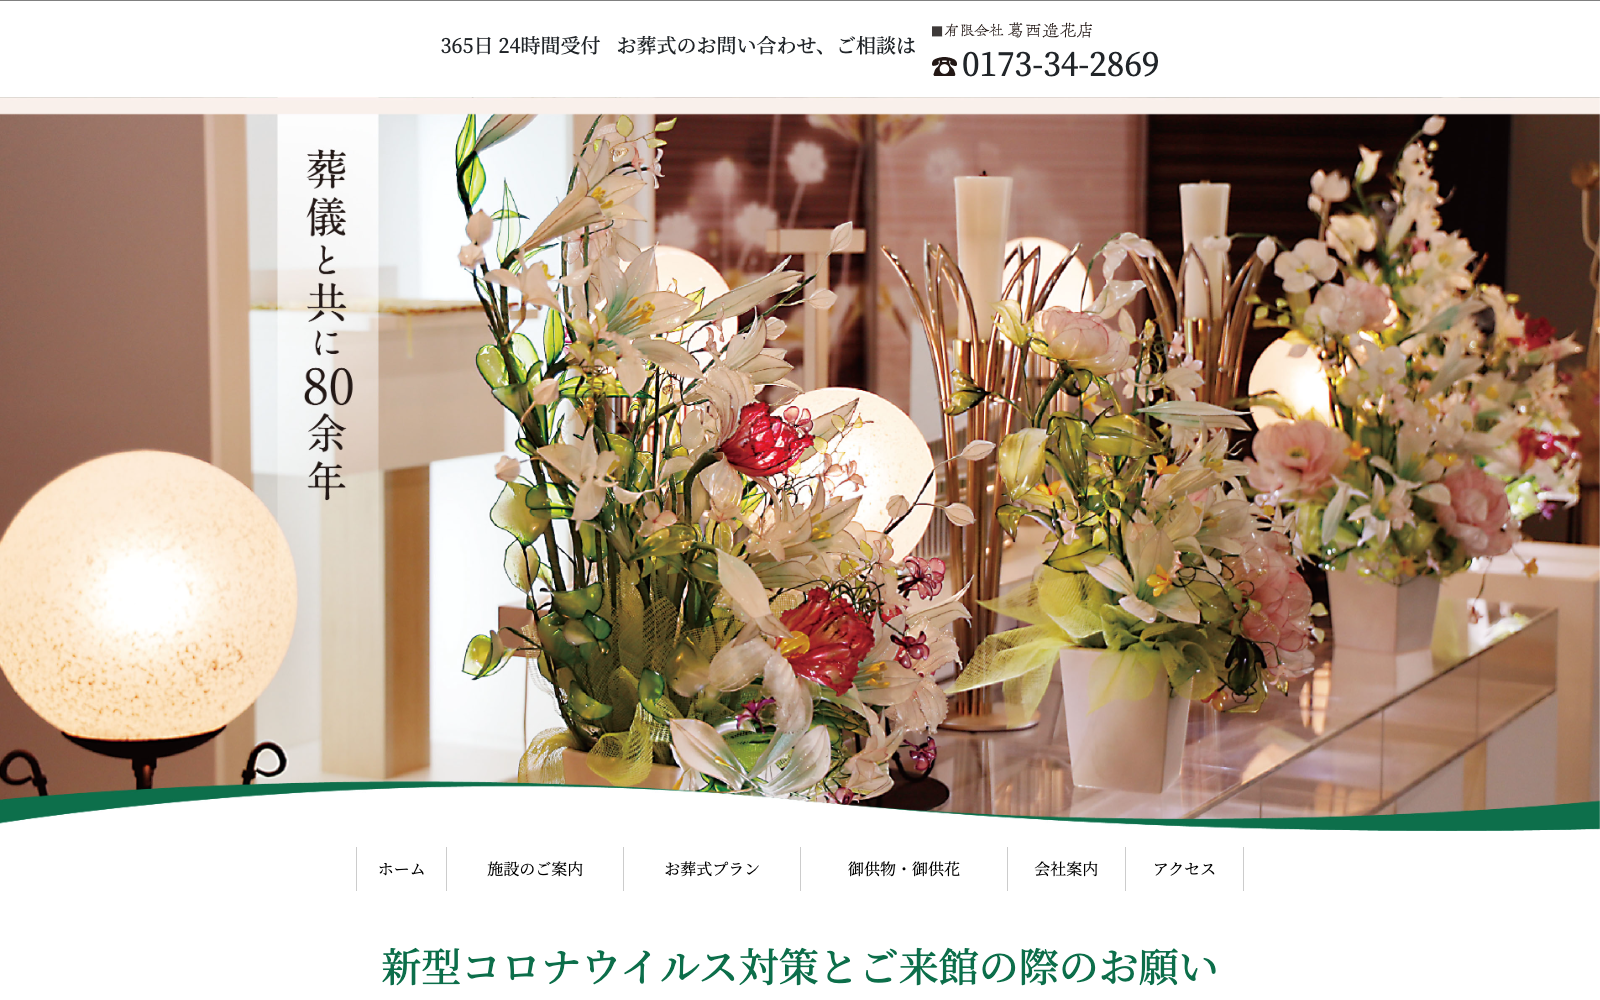 365日 24時間受付 お葬式のお問い合わせ、ご相談は
■有限会社 葛西造花店
☎0173-34-2869
葬儀と共に80余年
ホーム
施設のご案内
お葬式プラン
御供物・御供花
会社案内
アクセス
新型コロナウイルス対策とご来館の際のお願い